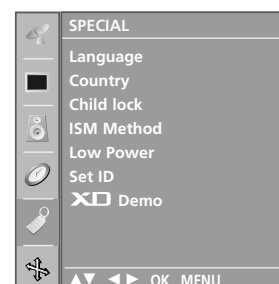 SPECIAL
Language
Country
Child lock
ISM Method
Low Power
Set ID
XD Demo
▲▼ ◀ ▶ OK MENU